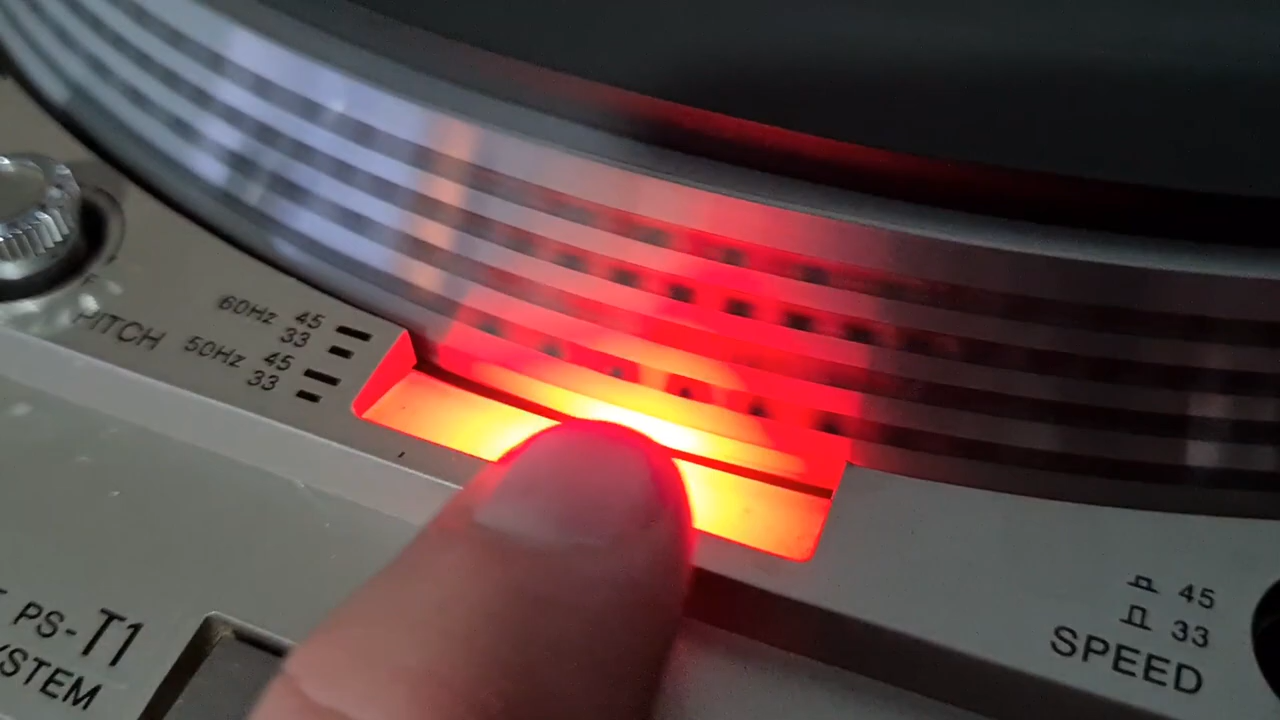 60Hz 45
33
PITCH 50Hz 45
33
45
33
SPEED
PS-T1
YSTEM